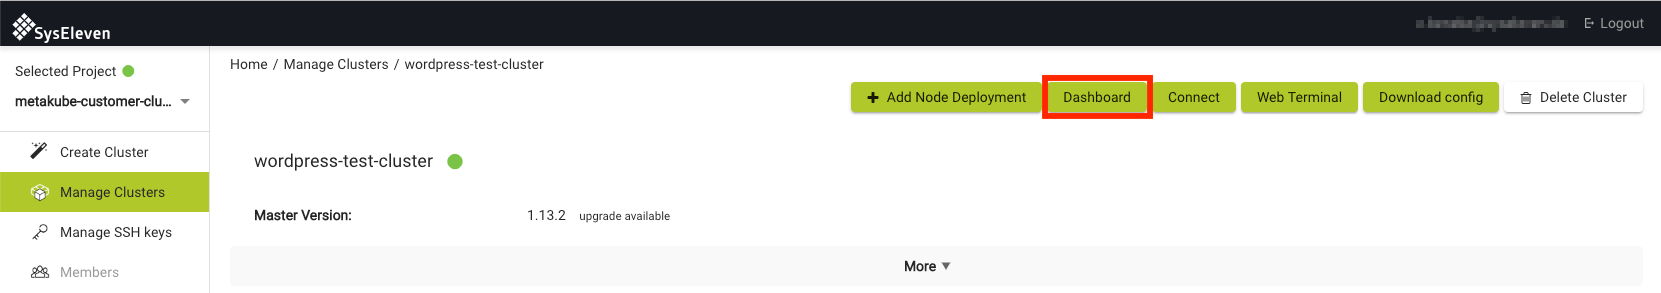 SysEleven
Logout
Selected Project
metakube-customer-clu...
Create Cluster
Manage Clusters
Manage SSH keys
Members
Home / Manage Clusters / wordpress-test-cluster
+ Add Node Deployment
Dashboard
Connect
Web Terminal
Download config
Delete Cluster
wordpress-test-cluster
Master Version: 1.13.2 upgrade available
More